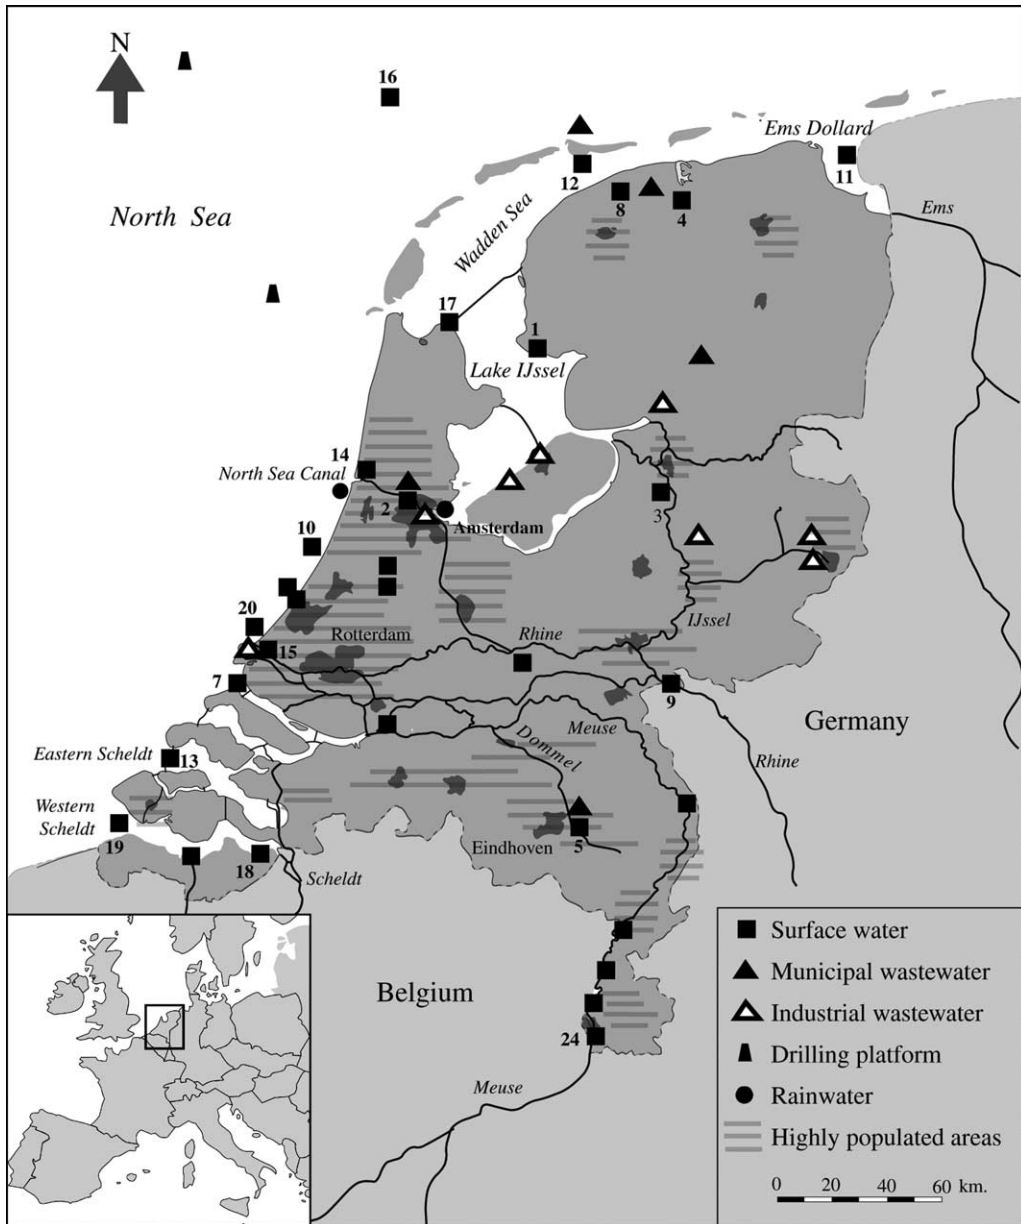 N
16
Ems Dollard
12
11
8
4
North Sea
Ems
Wadden Sea
17
1
Lake IJssel
14
North Sea Canal
2
3
10
Amsterdam
20
Rotterdam
Rhine
IJssel
15
7
9
Meuse
Germany
Eastern Scheldt
Dommel
Rhine
13
Western
Scheldt
19
Eindhoven
5
18
Scheldt
Surface water
Municipal wastewater
Belgium
Industrial wastewater
24
Drilling platform
Meuse
Rainwater
Highly populated areas
0 20 40 60 km.